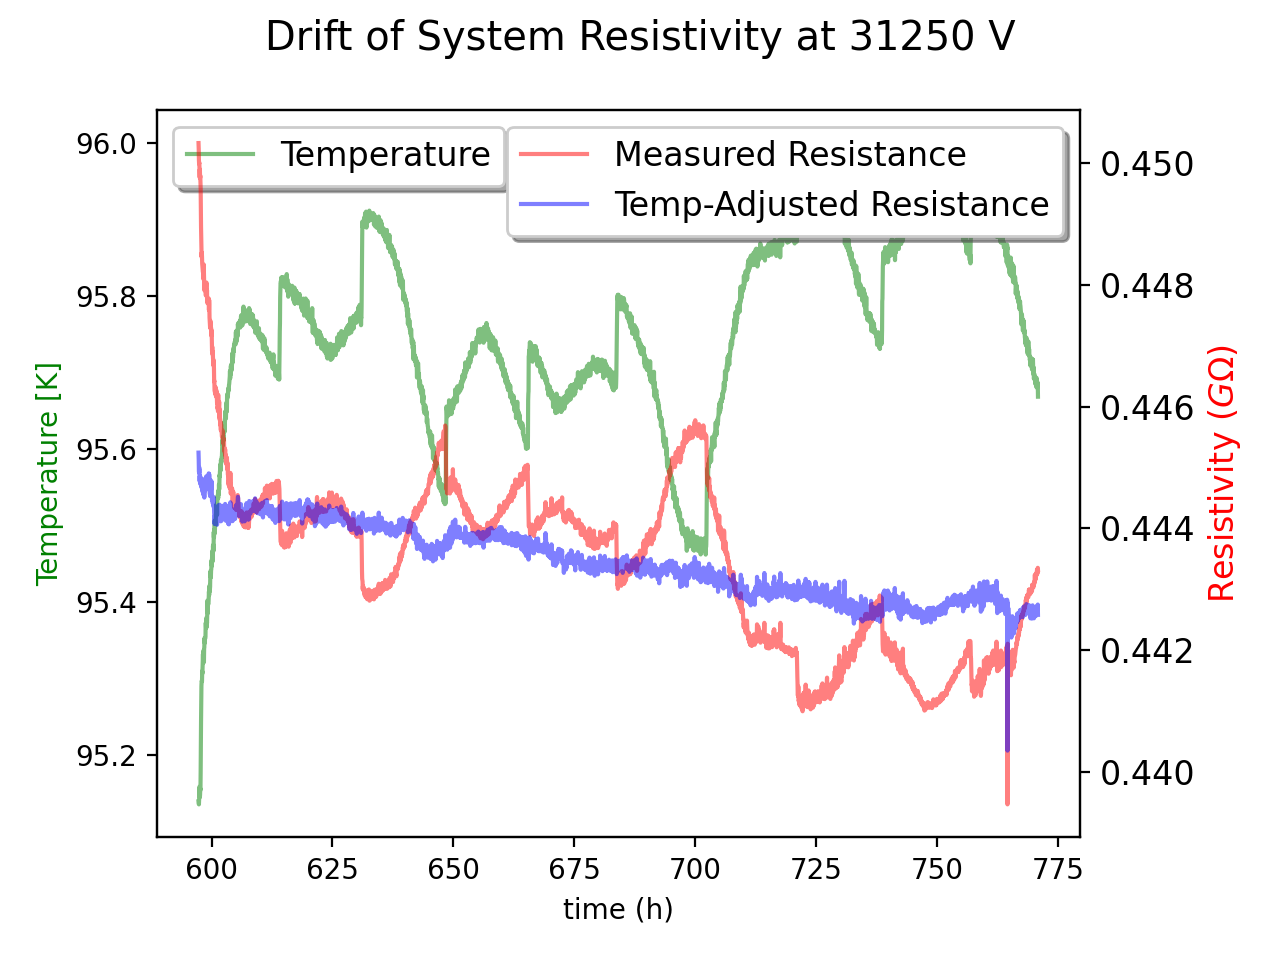 Drift of System Resistivity at 31250 V
Temperature
Measured Resistance
Temp-Adjusted Resistance
96.0
95.8
95.6
95.4
95.2
Temperature [K]
0.450
0.448
0.446
0.444
0.442
0.440
Resistivity (GΩ)
600 625 650 675 700 725 750 775
time (h)